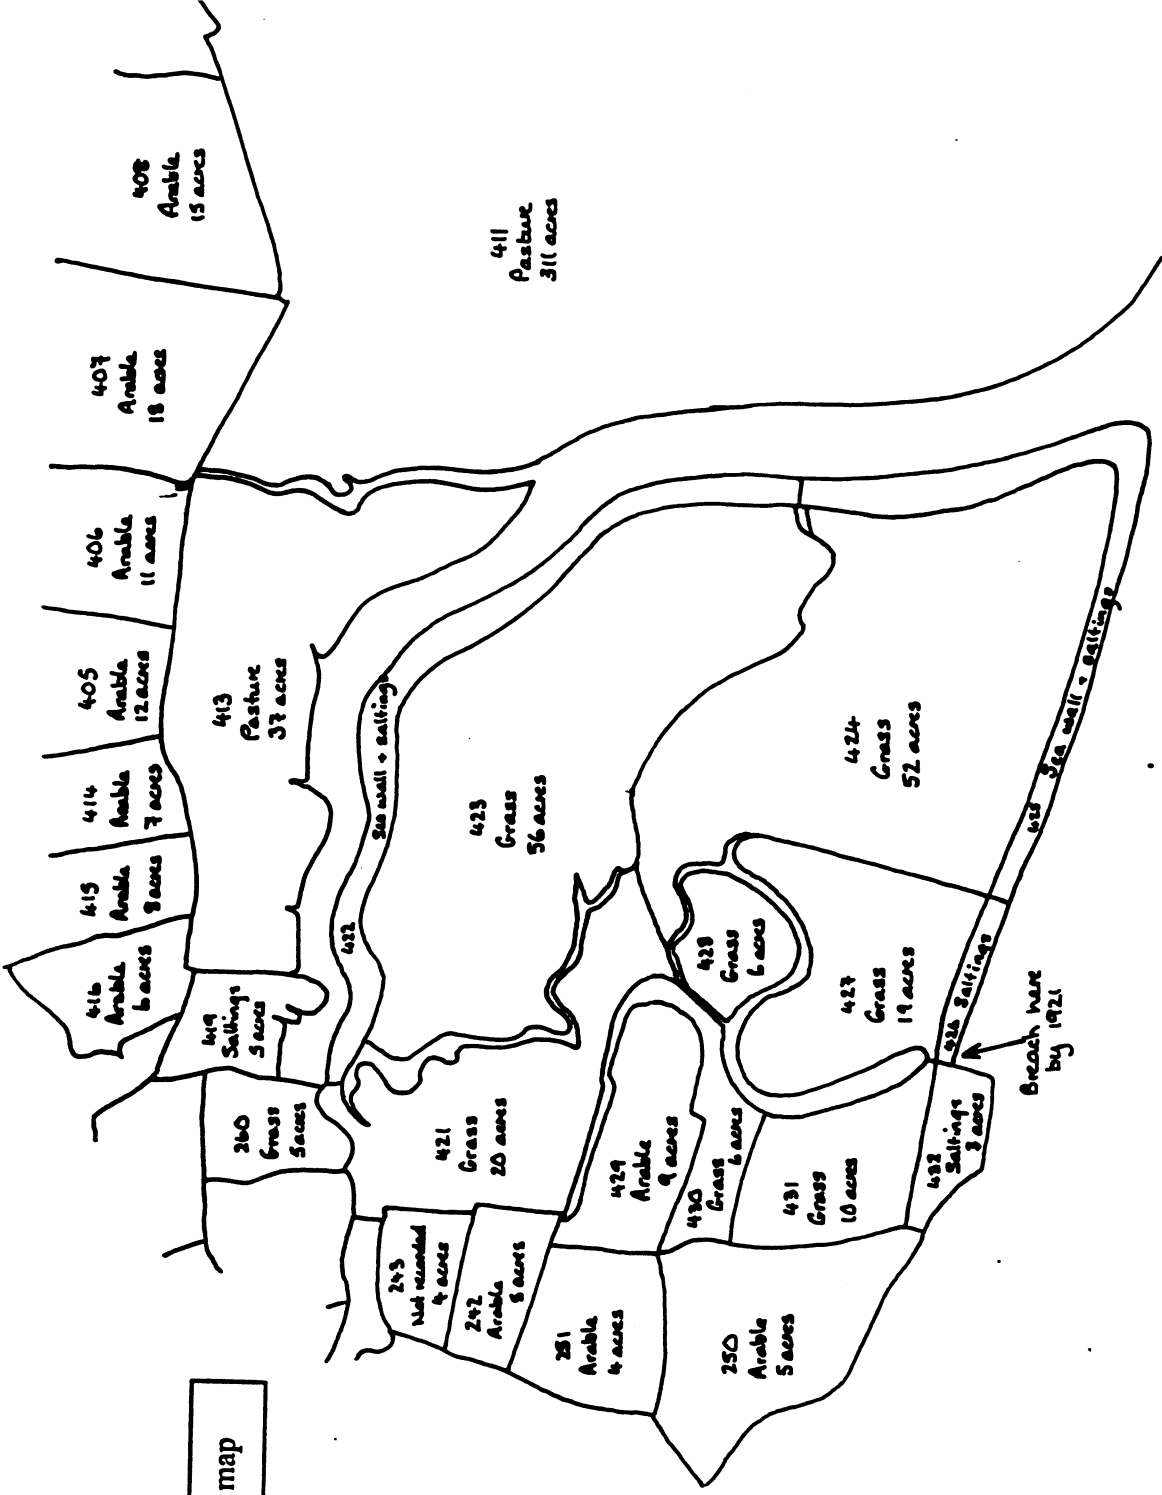 408
Arable
15 acres
407
Arable
18 acres
406
Arable
11 acres
405
Arable
12 acres
414
Arable
7 acres
415
Arable
8 acres
416
Arable
6 acres
411
Pasture
311 acres
413
Pasture
37 acres
419
Saltings
5 acres
260
Grass
5 acres
422 Sea wall + saltings
423
Grass
56 acres
421
Grass
20 acres
243
Not recorded
4 acres
242
Arable
8 acres
251
Arable
4 acres
250
Arable
5 acres
424
Grass
52 acres
425 Sea wall + saltings
428
Grass
6 acres
427
Grass
19 acres
426 Saltings
Breach here
by 1921
429
Arable
9 acres
430
Grass
6 acres
431
Grass
10 acres
432
Saltings
3 acres
map